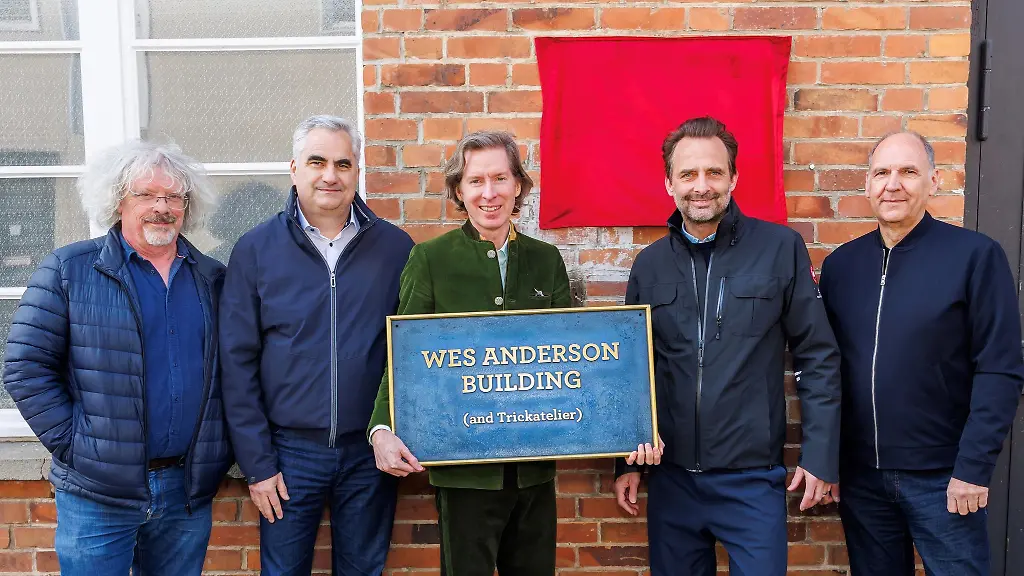 WES ANDERSON
BUILDING
(and Trickatelier)